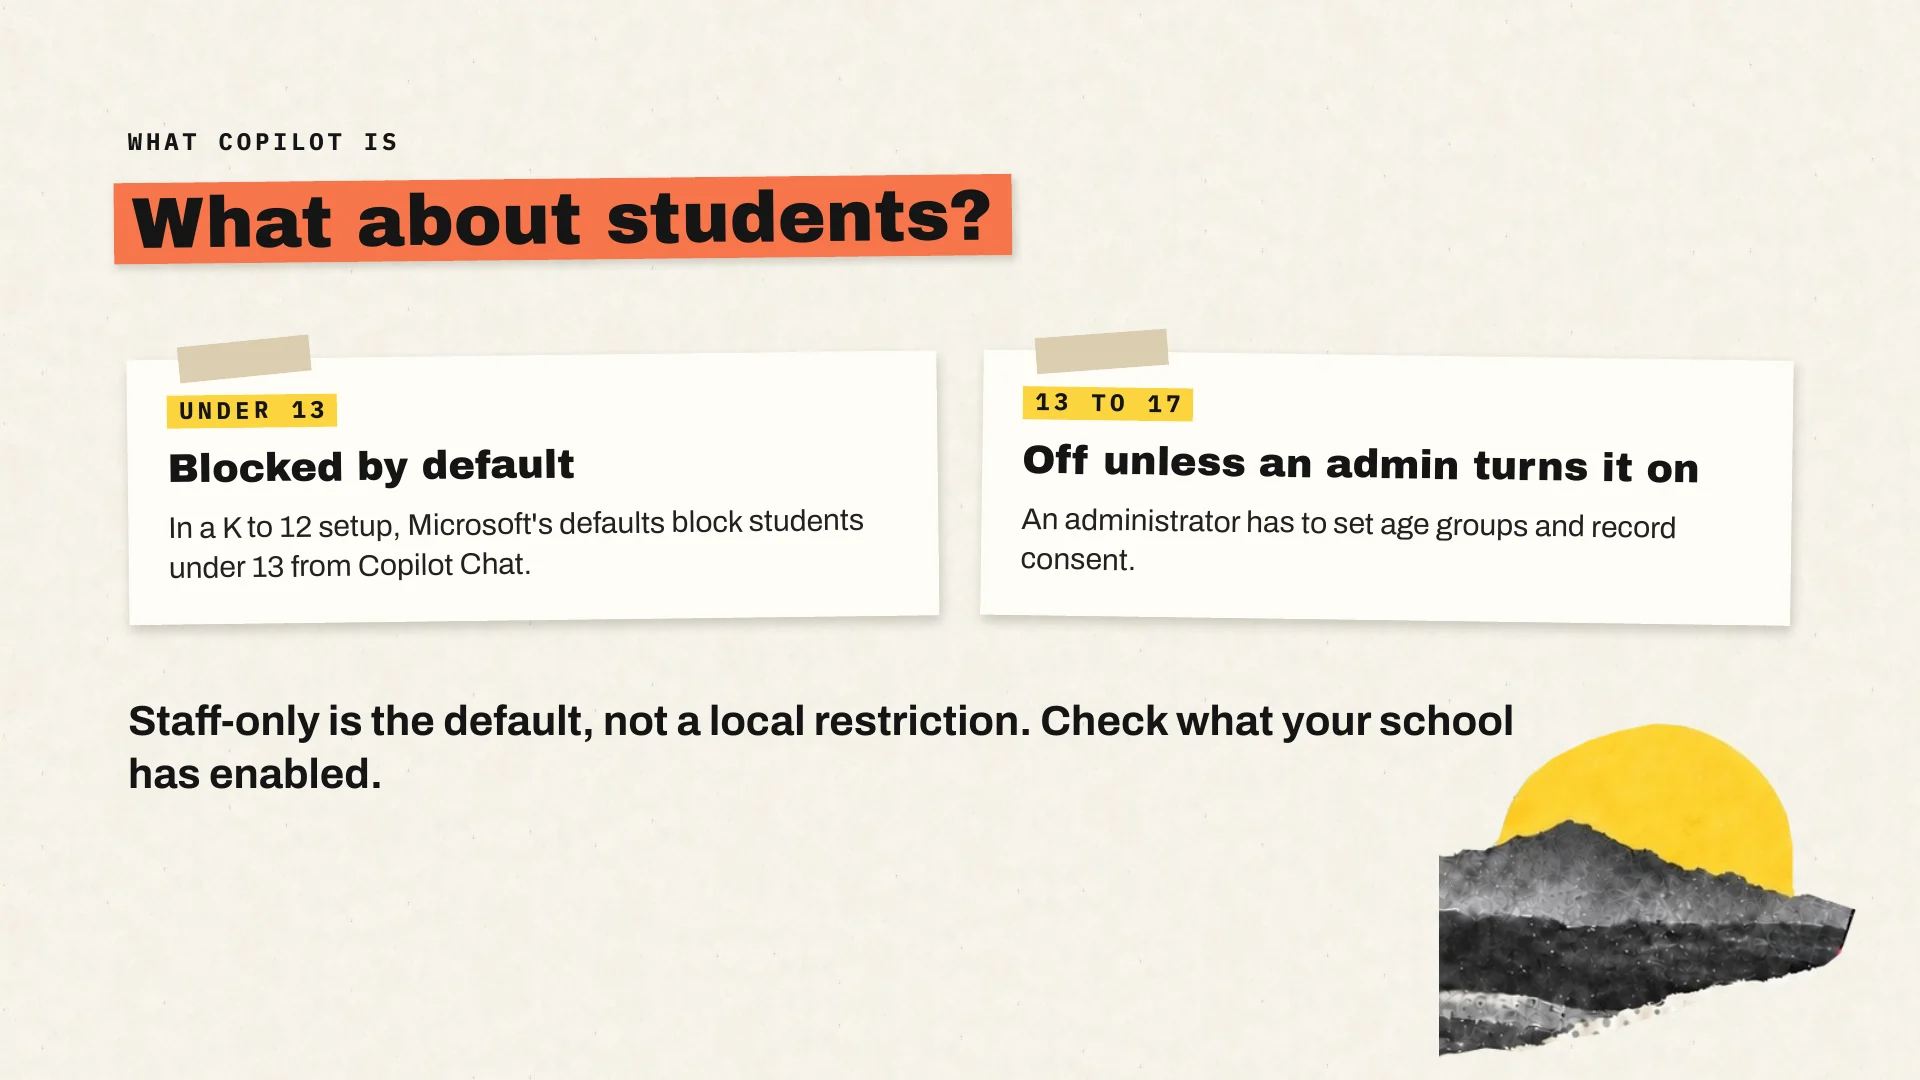 WHAT COPILOT IS
What about students?
UNDER 13
Blocked by default
In a K to 12 setup, Microsoft's defaults block students
under 13 from Copilot Chat.
13 TO 17
Off unless an admin turns it on
An administrator has to set age groups and record
consent.
Staff-only is the default, not a local restriction. Check what your school
has enabled.